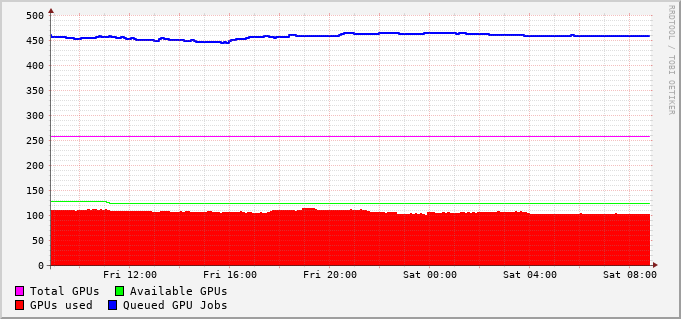 500
450
400
350
300
250
200
150
100
50
0
Fri 12:00 Fri 16:00 Fri 20:00 Sat 00:00 Sat 04:00 Sat 08:00
Total GPUs Available GPUs
GPUs used Queued GPU Jobs
RRDTOOL / TOBI OETIKER